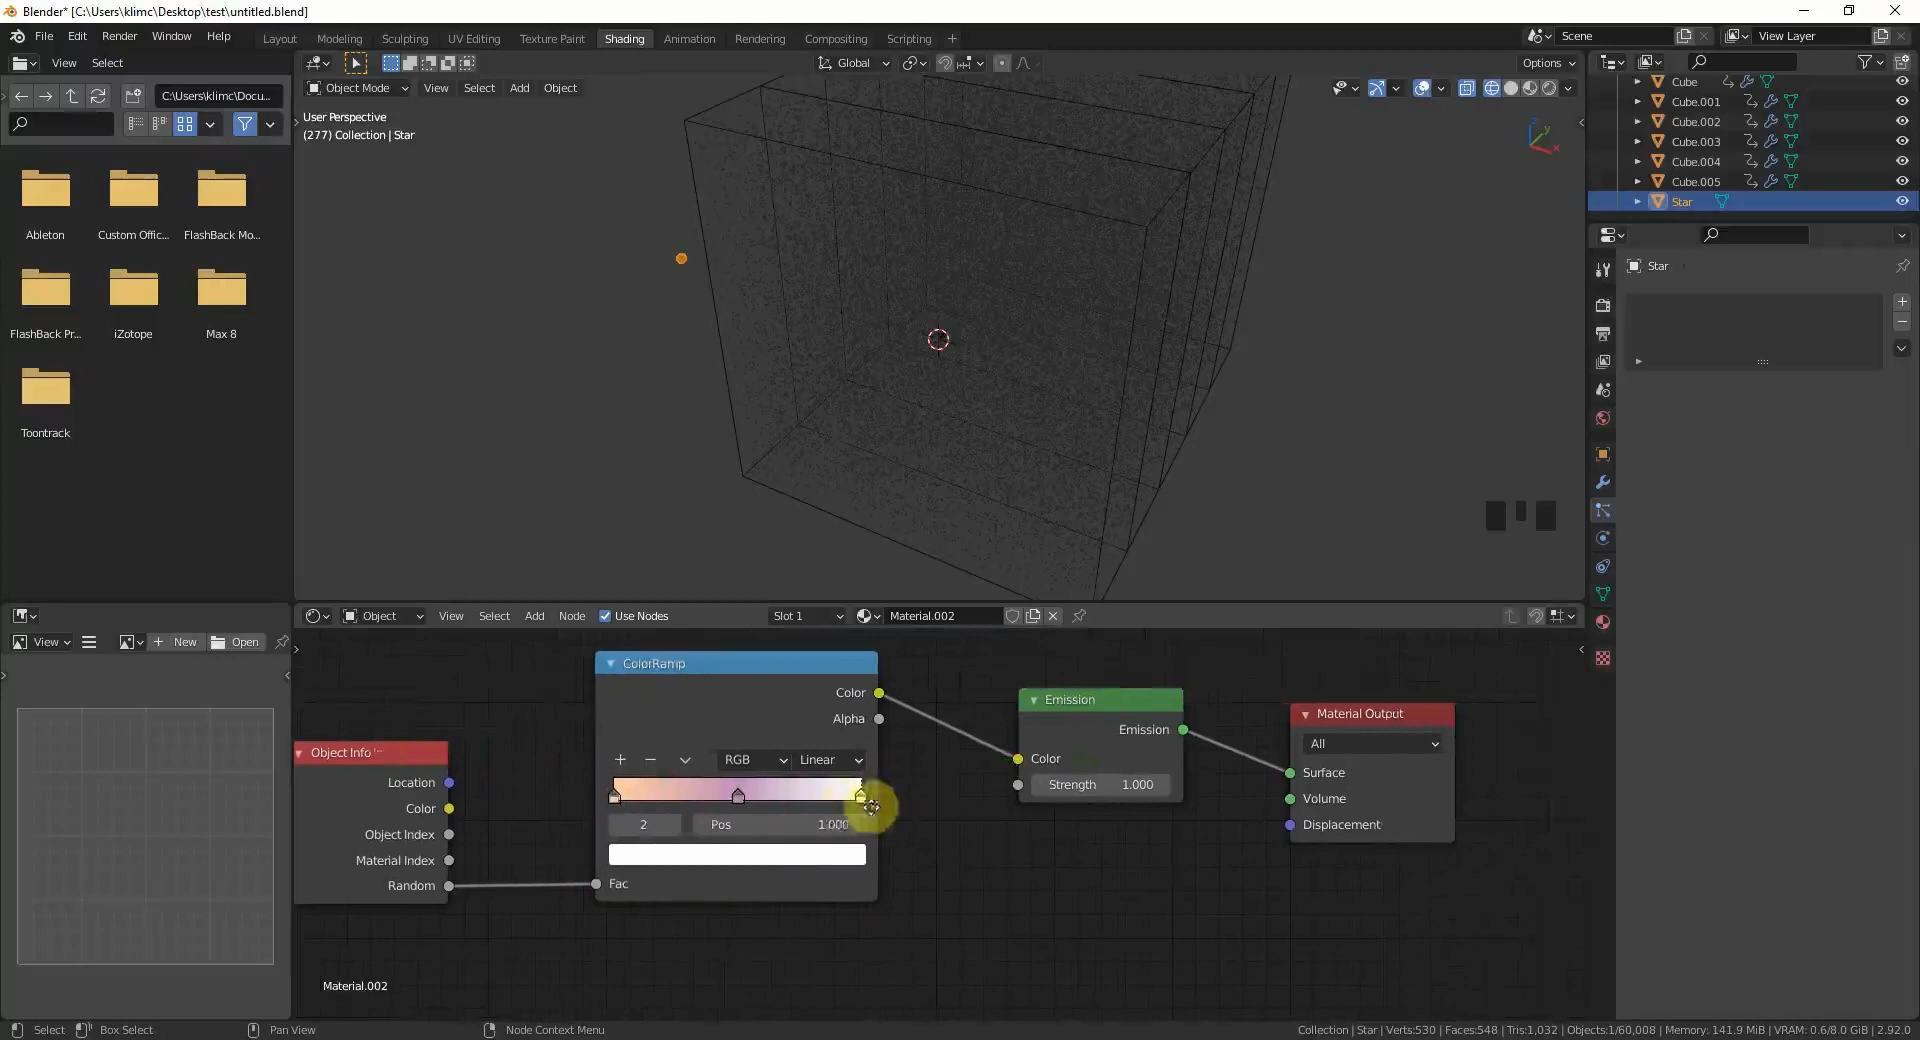 Blender* [C:\Users\klimc\Desktop\test\untitled.blend]
File Edit Render Window Help
Layout Modeling Sculpting UV Editing Texture Paint Shading Animation Rendering Compositing Scripting +
Scene
View Layer
View Select
Global
Options
C:\Users\klimc\Docu...
Object Mode View Select Add Object
User Perspective
(277) Collection | Star
Ableton
Custom Offic...
FlashBack Mo...
FlashBack Pr...
iZotope
Max 8
Toontrack
Cube
Cube.001
Cube.002
Cube.003
Cube.004
Cube.005
Star
Star
View
New
Open
Object View Select Add Node Use Nodes
Slot 1
Material.002
Object Info
Location
Color
Object Index
Material Index
Random
ColorRamp
Color
Alpha
RGB
Linear
2
Pos 1.000
Fac
Emission
Emission
Color
Strength 1.000
Material Output
All
Surface
Volume
Displacement
Material.002
Select
Box Select
Pan View
Node Context Menu
Collection | Star | Verts:530 | Faces:548 | Tris:1,032 | Objects:1/60,008 | Memory: 141.9 MiB | VRAM: 0.6/8.0 GiB | 2.92.0